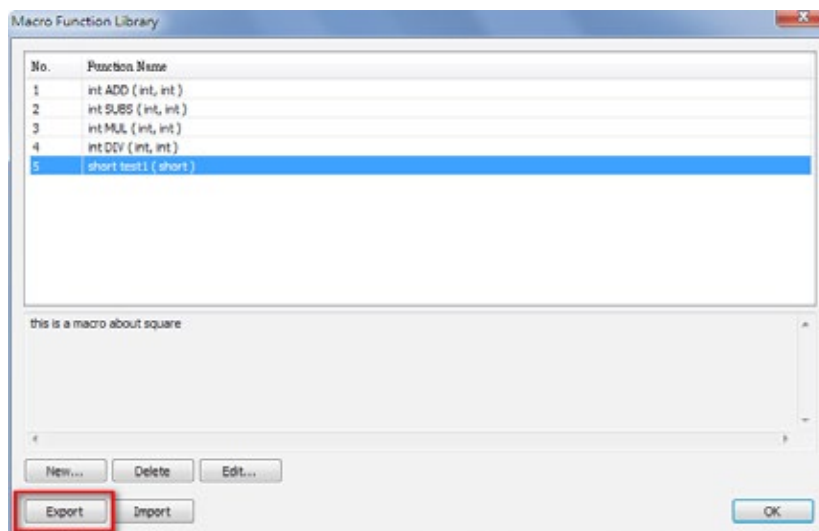 Macro Function Library
No. Function Name
1 int ADD ( int, int )
2 int SUBS ( int, int )
3 int MUL ( int, int )
4 int DIV ( int, int )
5 short test1 ( short )
this is a macro about square
New... Delete Edit...
Export Import OK